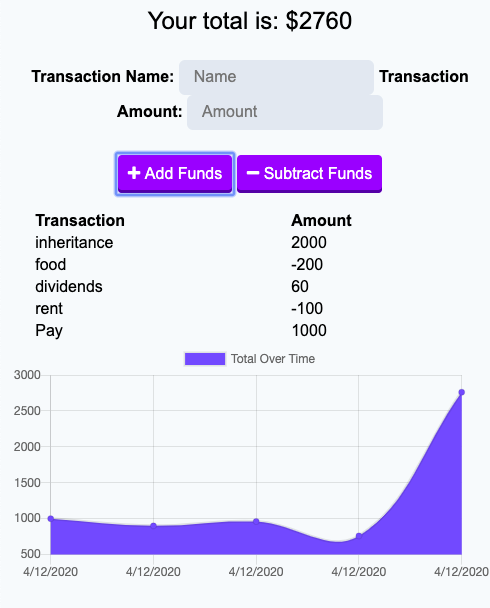 Your total is: $2760
Transaction Name: Name Transaction
Amount: Amount
+ Add Funds − Subtract Funds
Transaction Amount
inheritance 2000
food -200
dividends 60
rent -100
Pay 1000
Total Over Time
3000
2500
2000
1500
1000
500
4/12/2020 4/12/2020 4/12/2020 4/12/2020 4/12/2020